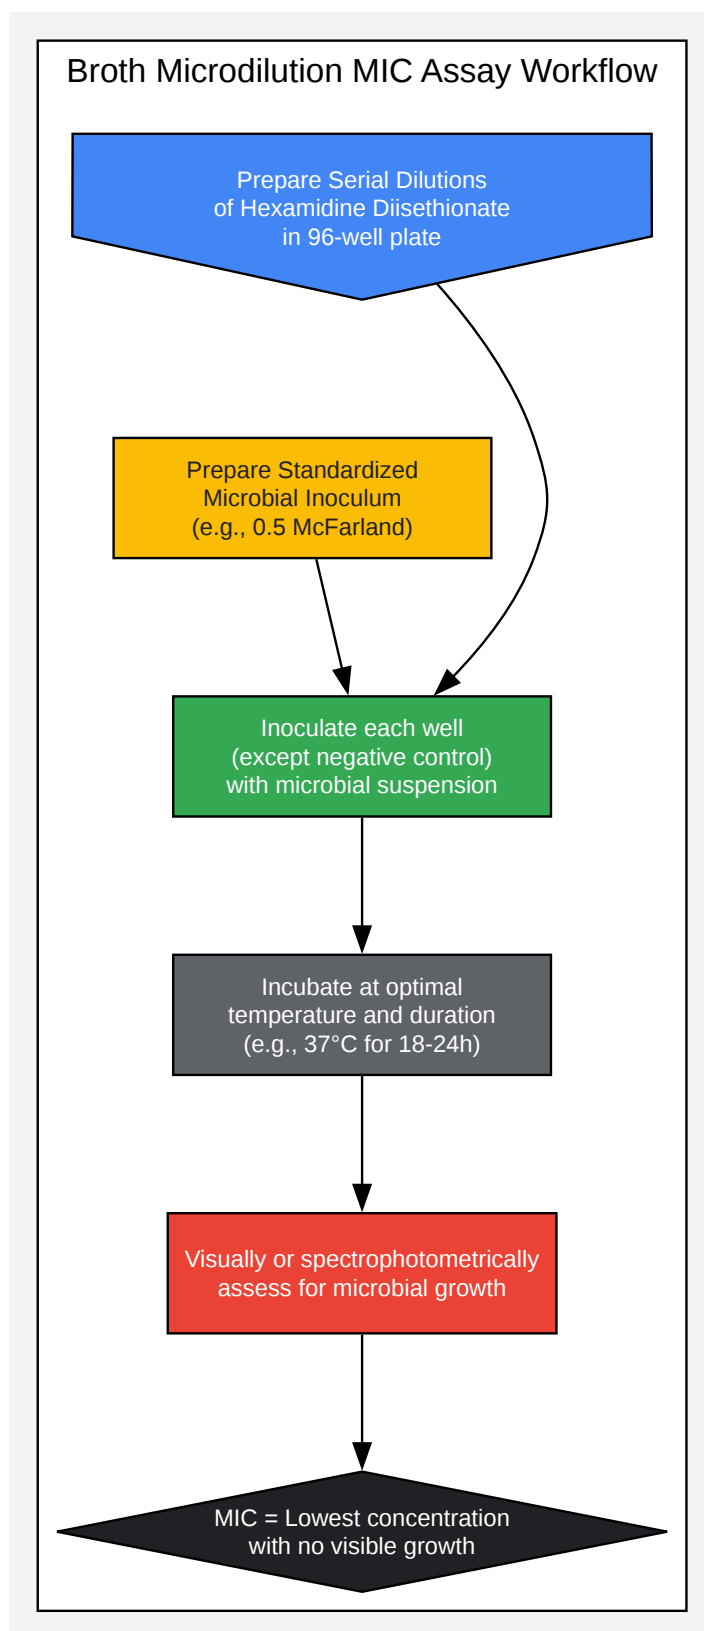 Broth Microdilution MIC Assay Workflow
Prepare Serial Dilutions
of Hexamidine Diisethionate
in 96-well plate
Prepare Standardized
Microbial Inoculum
(e.g., 0.5 McFarland)
Inoculate each well
(except negative control)
with microbial suspension
Incubate at optimal
temperature and duration
(e.g., 37°C for 18-24h)
Visually or spectrophotometrically
assess for microbial growth
MIC = Lowest concentration
with no visible growth